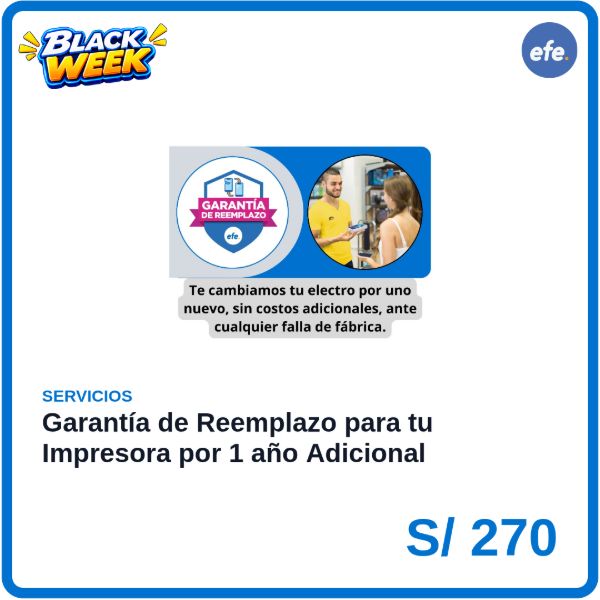 BLACK
WEEK
efe.
GARANTÍA
DE REEMPLAZO
efe.
Te cambiamos tu electro por uno
nuevo, sin costos adicionales, ante
cualquier falla de fábrica.
SERVICIOS
Garantía de Reemplazo para tu
Impresora por 1 año Adicional
S/ 270